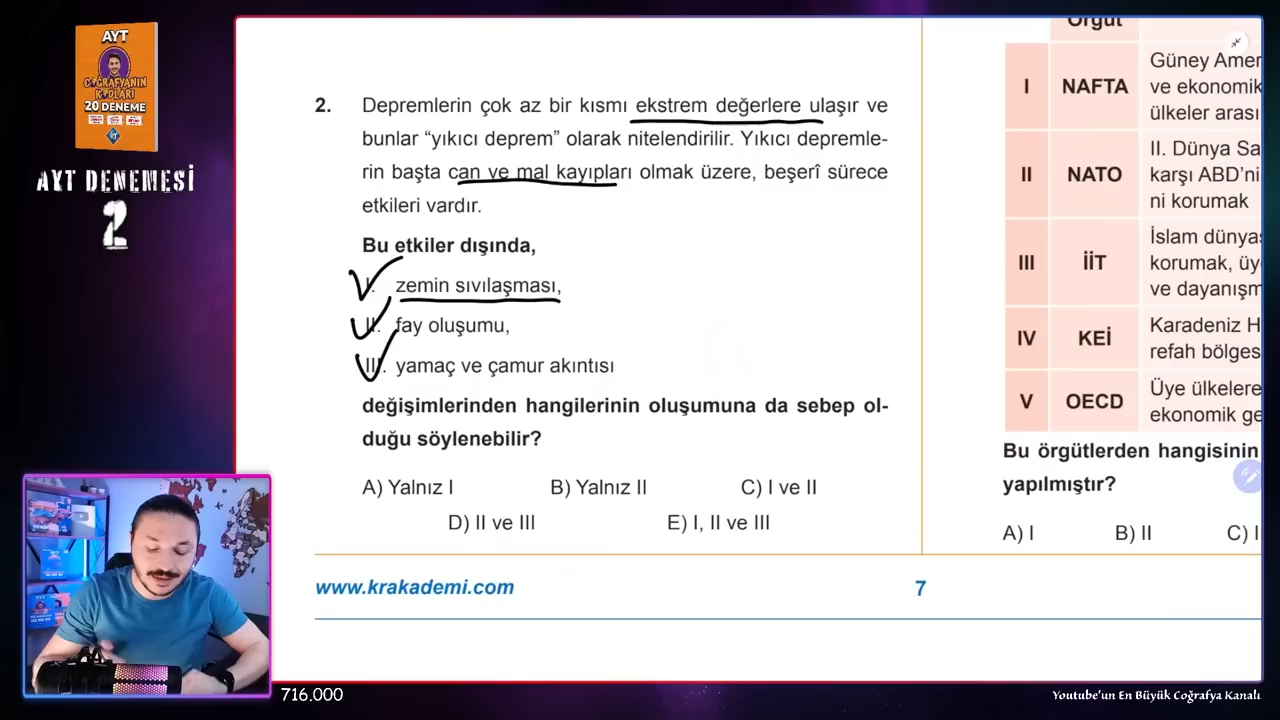 AYT
COĞRAFYANIN
KODLARI
20 DENEME
AYT DENEMESİ
2
2. Depremlerin çok az bir kısmı ekstrem değerlere ulaşır ve
bunlar “yıkıcı deprem” olarak nitelendirilir. Yıkıcı depremle-
rin başta can ve mal kayıpları olmak üzere, beşerî sürece
etkileri vardır.
Bu etkiler dışında,
I. zemin sıvılaşması,
II. fay oluşumu,
III. yamaç ve çamur akıntısı
değişimlerinden hangilerinin oluşumuna da sebep ol-
duğu söylenebilir?
A) Yalnız I B) Yalnız II C) I ve II
D) II ve III E) I, II ve III
www.krakademi.com
7
Örgüt
I NAFTA Güney Amer
ve ekonomik
ülkeler arası
II NATO II. Dünya Sa
karşı ABD’ni
ni korumak
III İİT İslam dünyas
korumak, üy
ve dayanışm
IV KEİ Karadeniz H
refah bölges
V OECD Üye ülkelere
ekonomik ge
Bu örgütlerden hangisinin
yapılmıştır?
A) I B) II C) I
716.000
Youtube'un En Büyük Coğrafya Kanalı